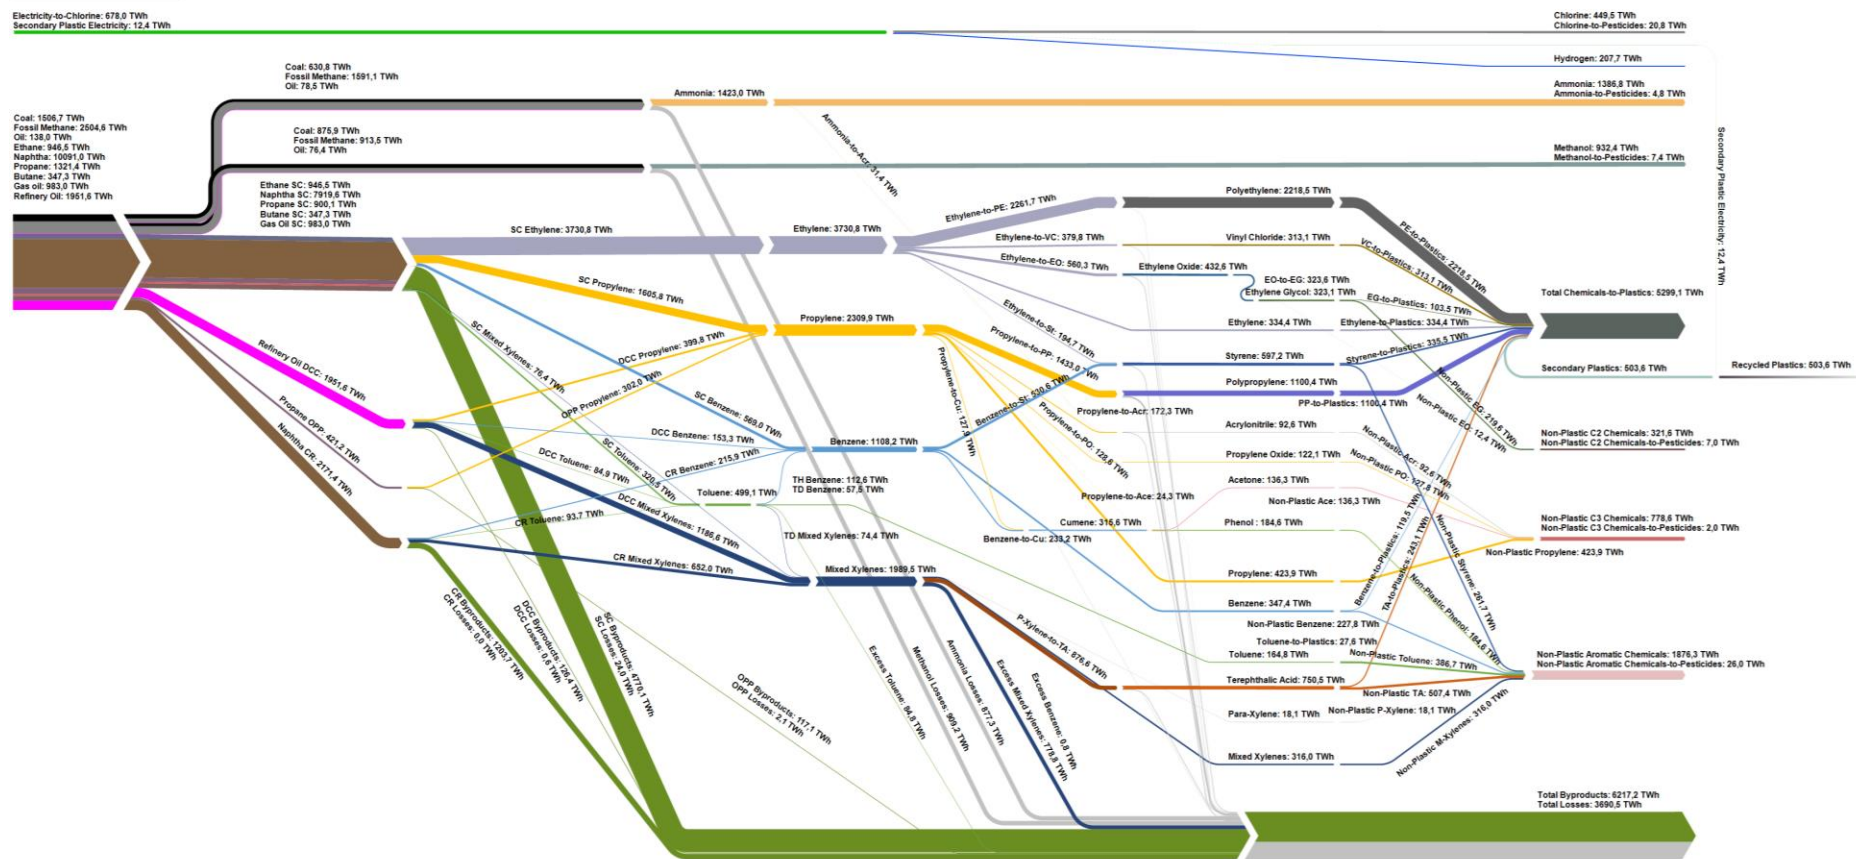 Electricity-to-Chlorine: 678,0 TWh
Secondary Plastic Electricity: 12,4 TWh
Chlorine: 449,5 TWh
Chlorine-to-Pesticides: 20,8 TWh
Hydrogen: 207,7 TWh
Coal: 630,8 TWh
Fossil Methane: 1591,1 TWh
Oil: 78,5 TWh
Ammonia: 1423,0 TWh
Ammonia: 1386,8 TWh
Ammonia-to-Pesticides: 4,8 TWh
Ammonia-to-Acr: 31,4 TWh
Coal: 1506,7 TWh
Fossil Methane: 2504,6 TWh
Oil: 138,0 TWh
Ethane: 946,5 TWh
Naphtha: 10091,0 TWh
Propane: 1321,4 TWh
Butane: 347,3 TWh
Gas oil: 983,0 TWh
Refinery Oil: 1951,6 TWh
Coal: 875,9 TWh
Fossil Methane: 913,5 TWh
Oil: 76,4 TWh
Methanol: 932,4 TWh
Methanol-to-Pesticides: 7,4 TWh
Secondary Plastic Electricity: 12,4 TWh
Ethane SC: 946,5 TWh
Naphtha SC: 7919,6 TWh
Propane SC: 900,1 TWh
Butane SC: 347,3 TWh
Gas Oil SC: 983,0 TWh
SC Ethylene: 3730,8 TWh
Ethylene: 3730,8 TWh
Ethylene-to-PE: 2261,7 TWh
Polyethylene: 2218,5 TWh
PE-to-Plastics: 2218,5 TWh
Ethylene-to-VC: 379,8 TWh
Vinyl Chloride: 313,1 TWh
VC-to-Plastics: 313,1 TWh
Ethylene-to-EO: 560,3 TWh
Ethylene Oxide: 432,6 TWh
EO-to-EG: 323,6 TWh
Ethylene Glycol: 323,1 TWh
EG-to-Plastics: 103,5 TWh
Total Chemicals-to-Plastics: 5299,1 TWh
SC Propylene: 1605,8 TWh
Propylene: 2309,9 TWh
Ethylene-to-St: 194,7 TWh
Ethylene: 334,4 TWh
Ethylene-to-Plastics: 334,4 TWh
SC Mixed Xylenes: 76,4 TWh
DCC Propylene: 399,8 TWh
Propylene-to-PP: 1433,0 TWh
Styrene: 597,2 TWh
Styrene-to-Plastics: 335,5 TWh
Secondary Plastics: 503,6 TWh
Recycled Plastics: 503,6 TWh
Refinery Oil DCC: 1951,6 TWh
OPP Propylene: 302,0 TWh
Propylene-to-Cu: 127,8 TWh
Benzene-to-St: 530,6 TWh
Polypropylene: 1100,4 TWh
PP-to-Plastics: 1100,4 TWh
Non-Plastic EG: 219,6 TWh
Non-Plastic EO: 12,4 TWh
Propane OPP: 421,2 TWh
SC Benzene: 569,0 TWh
Propylene-to-Acr: 172,3 TWh
Propylene-to-PO: 128,6 TWh
Acrylonitrile: 92,6 TWh
Non-Plastic Acr: 92,6 TWh
Non-Plastic C2 Chemicals: 321,6 TWh
Non-Plastic C2 Chemicals-to-Pesticides: 7,0 TWh
Naphtha CR: 2171,4 TWh
DCC Benzene: 153,3 TWh
Benzene: 1108,2 TWh
SC Toluene: 320,5 TWh
DCC Toluene: 84,9 TWh
CR Benzene: 215,9 TWh
Propylene Oxide: 122,1 TWh
Non-Plastic PO: 127,8 TWh
TH Benzene: 112,6 TWh
TD Benzene: 57,5 TWh
Toluene: 499,1 TWh
Acetone: 136,3 TWh
Propylene-to-Ace: 24,3 TWh
Non-Plastic Ace: 136,3 TWh
DCC Mixed Xylenes: 1186,6 TWh
CR Toluene: 93,7 TWh
Cumene: 315,6 TWh
Phenol : 184,6 TWh
Non-Plastic C3 Chemicals: 778,6 TWh
Non-Plastic C3 Chemicals-to-Pesticides: 2,0 TWh
TD Mixed Xylenes: 74,4 TWh
Benzene-to-Cu: 233,2 TWh
Non-Plastic Propylene: 423,9 TWh
Benzene-to-Plastics: 119,5 TWh
TA-to-Plastics: 243,1 TWh
Non-Plastic Styrene: 261,7 TWh
CR Mixed Xylenes: 652,0 TWh
Mixed Xylenes: 1989,5 TWh
Propylene: 423,9 TWh
Non-Plastic Phenol: 184,6 TWh
CR Byproducts: 1203,7 TWh
CR Losses: 0,0 TWh
DCC Byproducts: 126,4 TWh
DCC Losses: 0,6 TWh
SC Byproducts: 4770,1 TWh
SC Losses: 24,0 TWh
Benzene: 347,4 TWh
Non-Plastic Benzene: 227,8 TWh
P-Xylene-to-TA: 876,6 TWh
Toluene-to-Plastics: 27,6 TWh
Toluene: 164,8 TWh
Non-Plastic Toluene: 386,7 TWh
Non-Plastic Aromatic Chemicals: 1876,3 TWh
Non-Plastic Aromatic Chemicals-to-Pesticides: 26,0 TWh
Terephthalic Acid: 750,5 TWh
Non-Plastic TA: 507,4 TWh
OPP Byproducts: 117,1 TWh
OPP Losses: 2,1 TWh
Excess Toluene: 84,8 TWh
Methanol Losses: 909,2 TWh
Ammonia Losses: 877,3 TWh
Excess Mixed Xylenes: 778,8 TWh
Excess Benzene: 0,8 TWh
Para-Xylene: 18,1 TWh
Non-Plastic P-Xylene: 18,1 TWh
Mixed Xylenes: 316,0 TWh
Non-Plastic M-Xylenes: 316,0 TWh
Total Byproducts: 6217,2 TWh
Total Losses: 3690,5 TWh